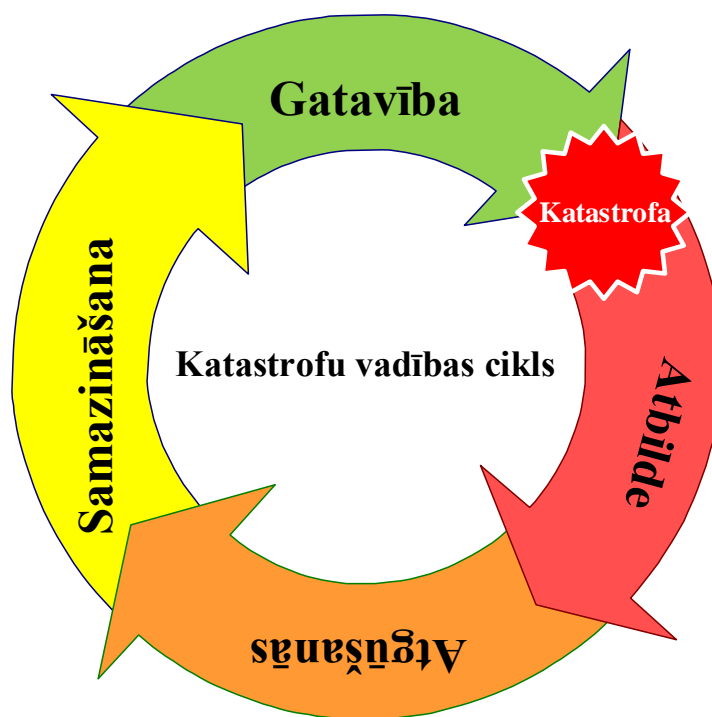 Gatavība
Katastrofa
Katastrofu vadības cikls
Atbilde
Atgūšanās
Samazināšana